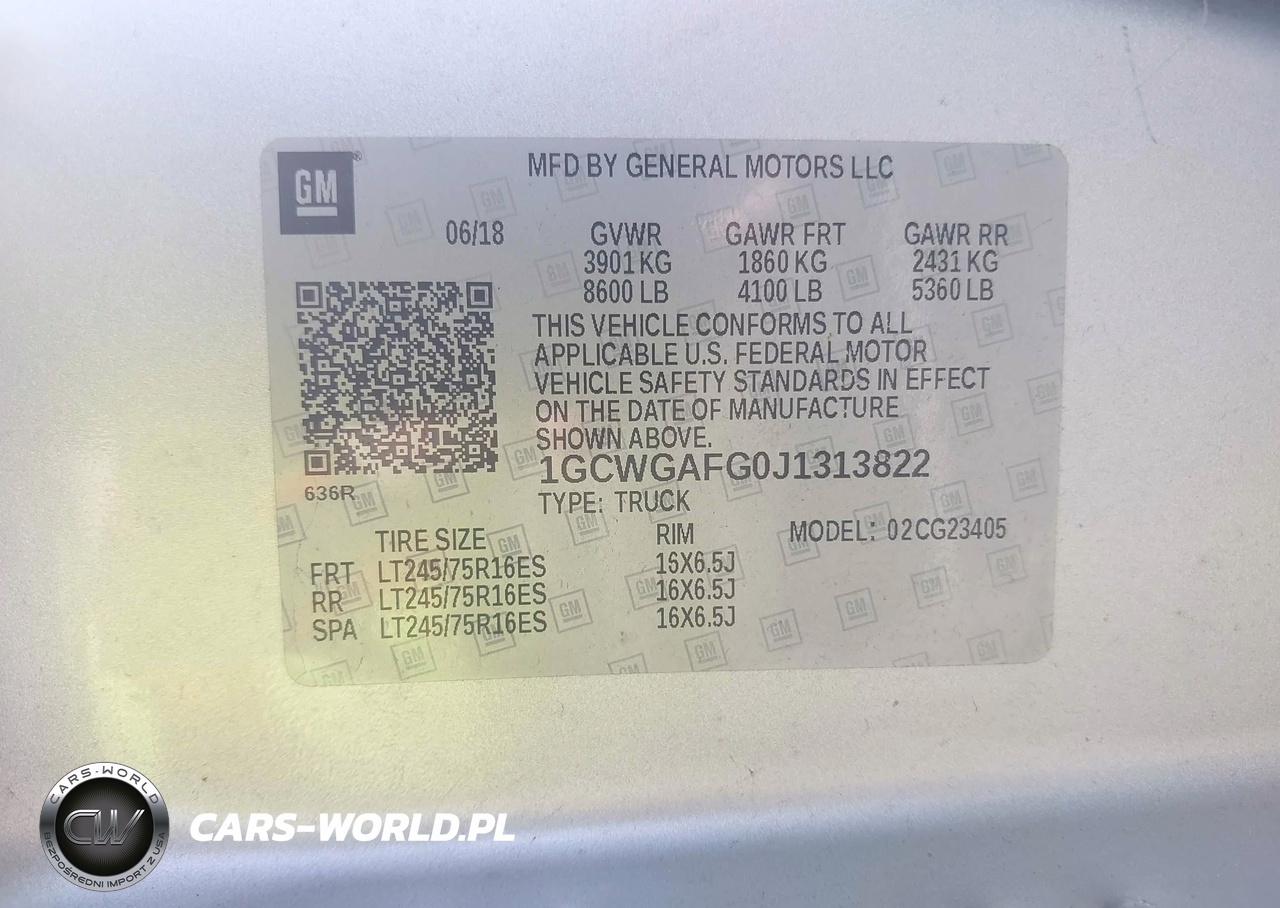 GM
MFD BY GENERAL MOTORS LLC
06/18 GVWR GAWR FRT GAWR RR
3901 KG 1860 KG 2431 KG
8600 LB 4100 LB 5360 LB
THIS VEHICLE CONFORMS TO ALL
APPLICABLE U.S. FEDERAL MOTOR
VEHICLE SAFETY STANDARDS IN EFFECT
ON THE DATE OF MANUFACTURE
SHOWN ABOVE.
1GCWGAFG0J1313822
636R
TYPE: TRUCK
TIRE SIZE RIM MODEL: 02CG23405
FRT LT245/75R16ES 16X6.5J
RR LT245/75R16ES 16X6.5J
SPA LT245/75R16ES 16X6.5J
CARS-WORLD
CW
BEZPOŚREDNI IMPORT Z USA
CARS-WORLD.PL